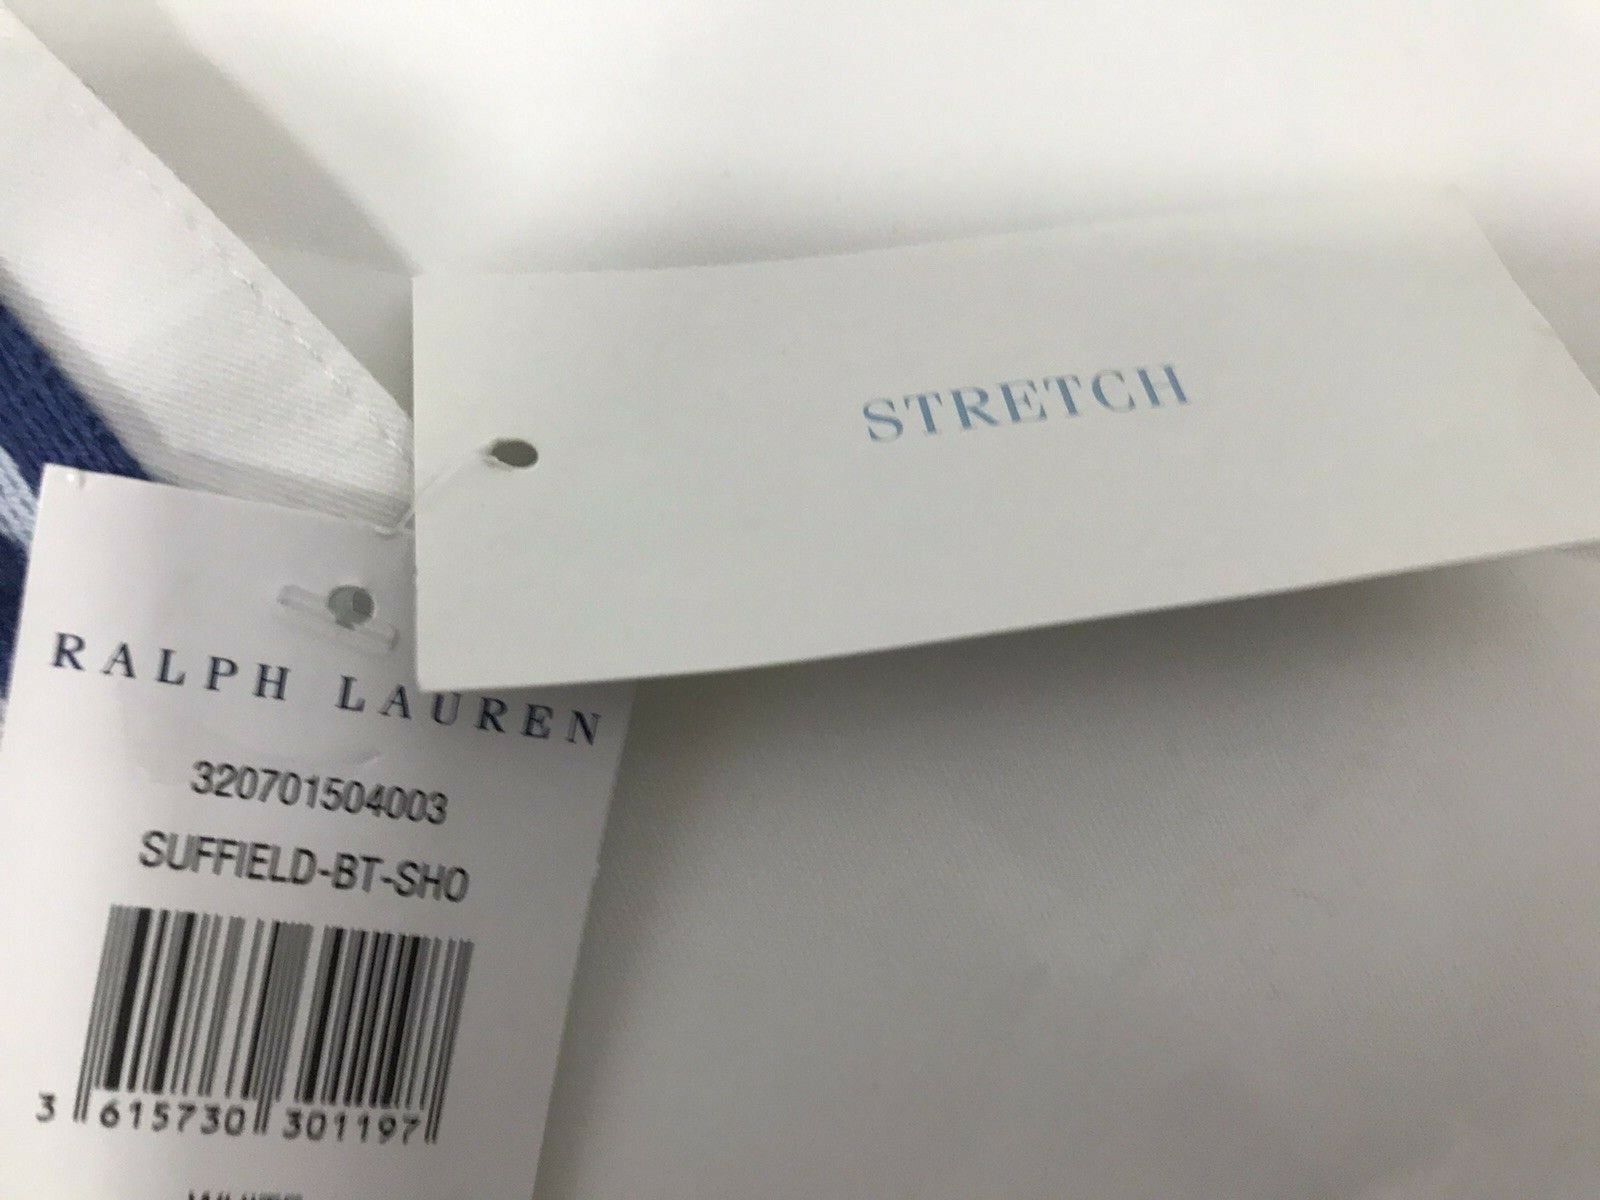 STRETCH
RALPH LAUREN
320701504003
SUFFIELD-BT-SHO
3 615730 301197